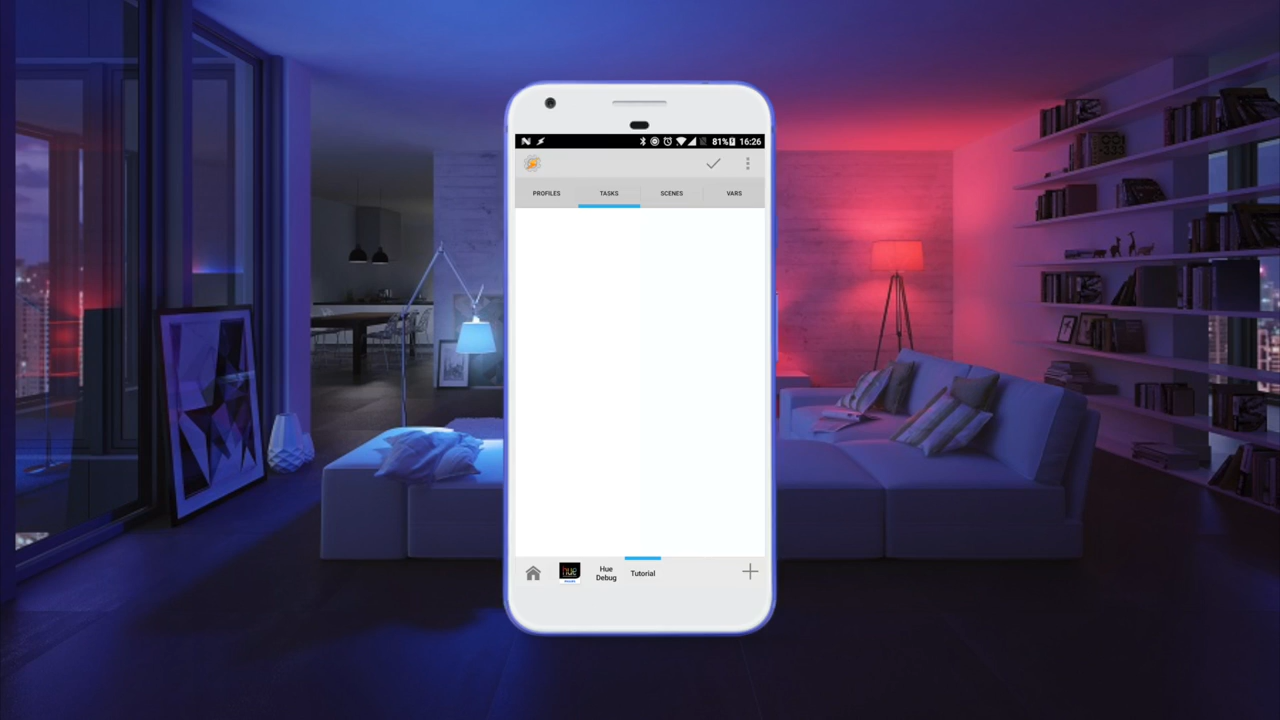 81% 16:26
PROFILES TASKS SCENES VARS
hue
Hue
Debug
Tutorial